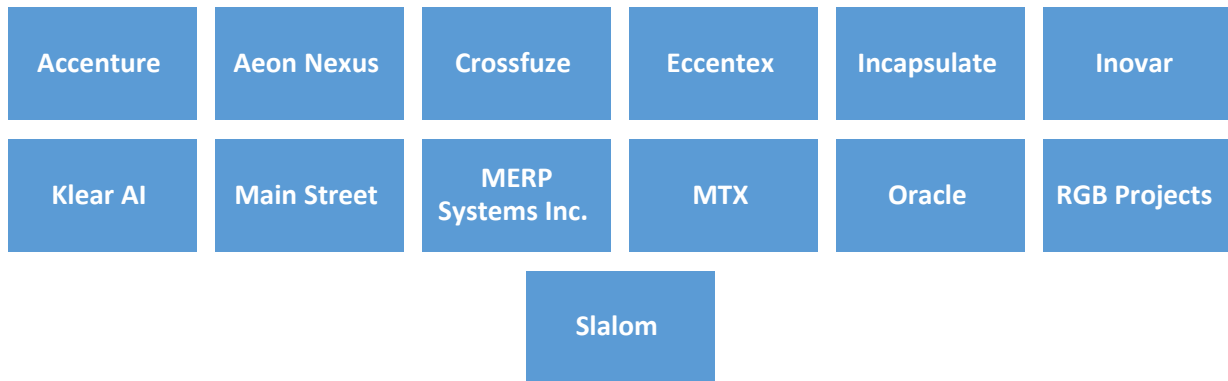 Accenture
Aeon Nexus
Crossfuze
Eccentex
Incapsulate
Inovar
Klear AI
Main Street
MERP
Systems Inc.
MTX
Oracle
RGB Projects
Slalom